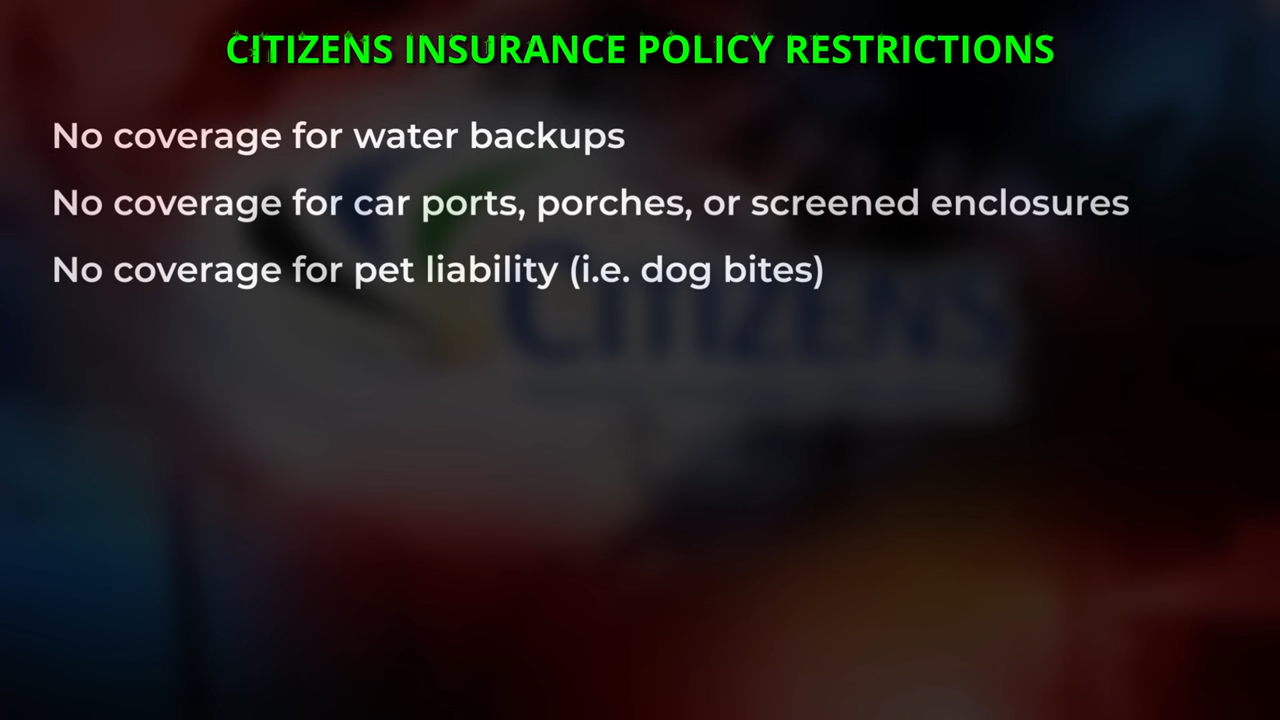 CITIZENS INSURANCE POLICY RESTRICTIONS
No coverage for water backups
No coverage for car ports, porches, or screened enclosures
No coverage for pet liability (i.e. dog bites)
CITIZENS